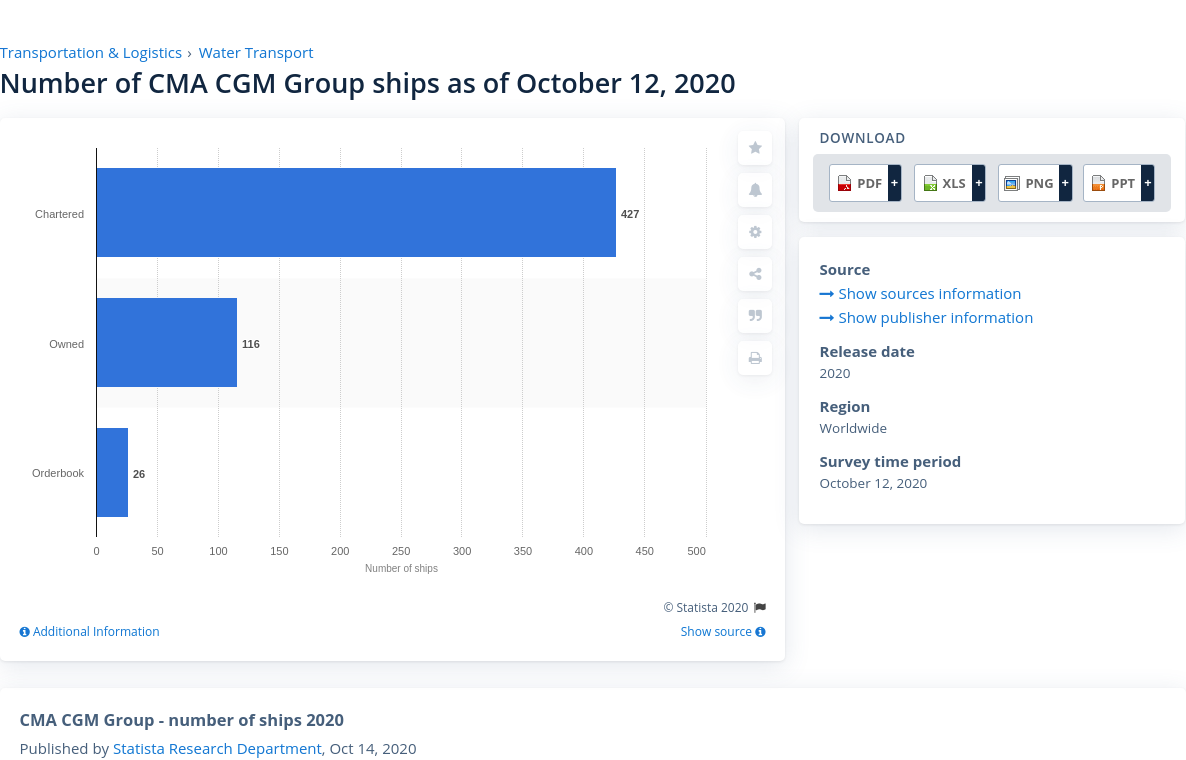 Transportation & Logistics › Water Transport
Number of CMA CGM Group ships as of October 12, 2020
Chartered
427
Owned
116
Orderbook
26
0 50 100 150 200 250 300 350 400 450 500
Number of ships
© Statista 2020
Additional Information
Show source
DOWNLOAD
PDF + XLS + PNG + PPT +
Source
Show sources information
Show publisher information
Release date
2020
Region
Worldwide
Survey time period
October 12, 2020
CMA CGM Group - number of ships 2020
Published by Statista Research Department, Oct 14, 2020